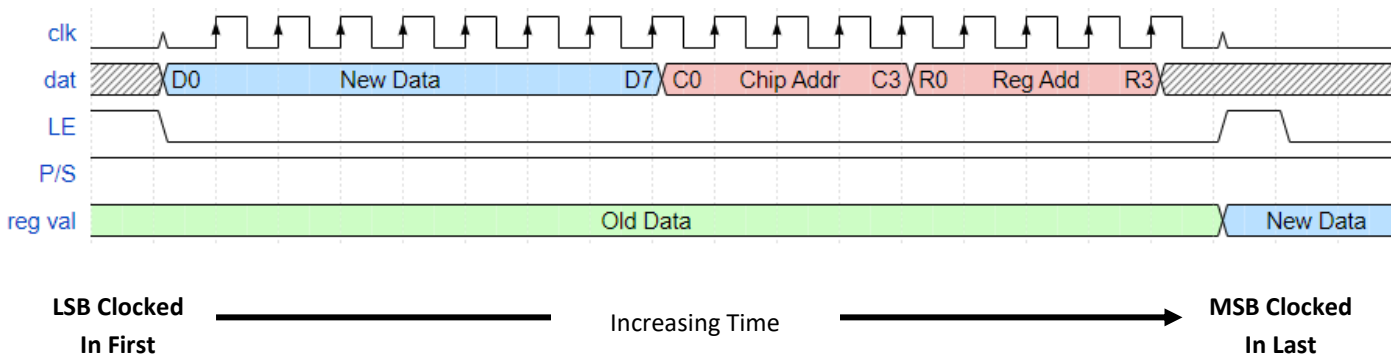 clk
dat D0 New Data D7 C0 Chip Addr C3 R0 Reg Add R3
LE
P/S
reg val Old Data New Data
LSB Clocked
In First
Increasing Time
MSB Clocked
In Last